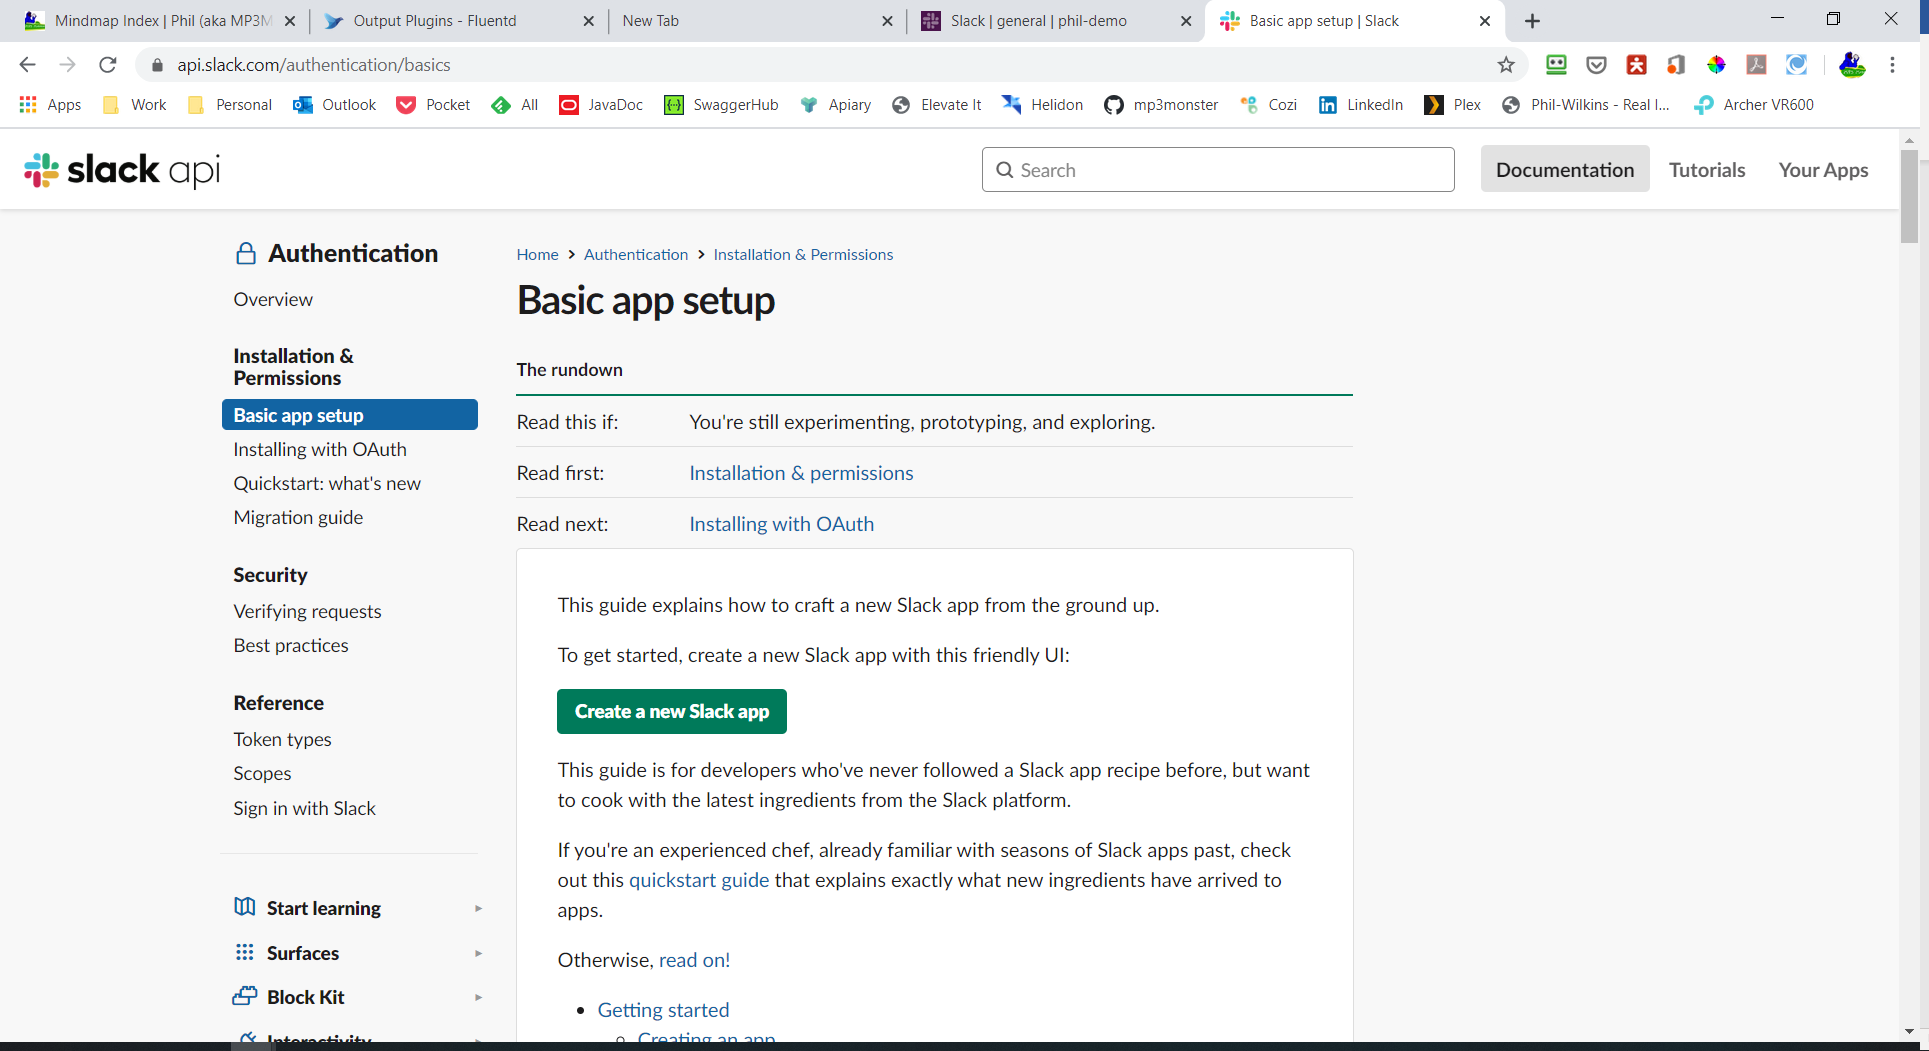 Mindmap Index | Phil (aka MP3M
Output Plugins - Fluentd
New Tab
Slack | general | phil-demo
Basic app setup | Slack
api.slack.com/authentication/basics
Apps
Work
Personal
Outlook
Pocket
All
JavaDoc
SwaggerHub
Apiary
Elevate It
Helidon
mp3monster
Cozi
LinkedIn
Plex
Phil-Wilkins - Real I...
Archer VR600
slack api
Search
Documentation
Tutorials
Your Apps
Authentication
Overview
Installation &
Permissions
Basic app setup
Installing with OAuth
Quickstart: what's new
Migration guide
Security
Verifying requests
Best practices
Reference
Token types
Scopes
Sign in with Slack
Start learning
Surfaces
Block Kit
Interactivity
Home > Authentication > Installation & Permissions
Basic app setup
The rundown
Read this if: You're still experimenting, prototyping, and exploring.
Read first: Installation & permissions
Read next: Installing with OAuth
This guide explains how to craft a new Slack app from the ground up.
To get started, create a new Slack app with this friendly UI:
Create a new Slack app
This guide is for developers who've never followed a Slack app recipe before, but want
to cook with the latest ingredients from the Slack platform.
If you're an experienced chef, already familiar with seasons of Slack apps past, check
out this quickstart guide that explains exactly what new ingredients have arrived to
apps.
Otherwise, read on!
• Getting started
Creating an app